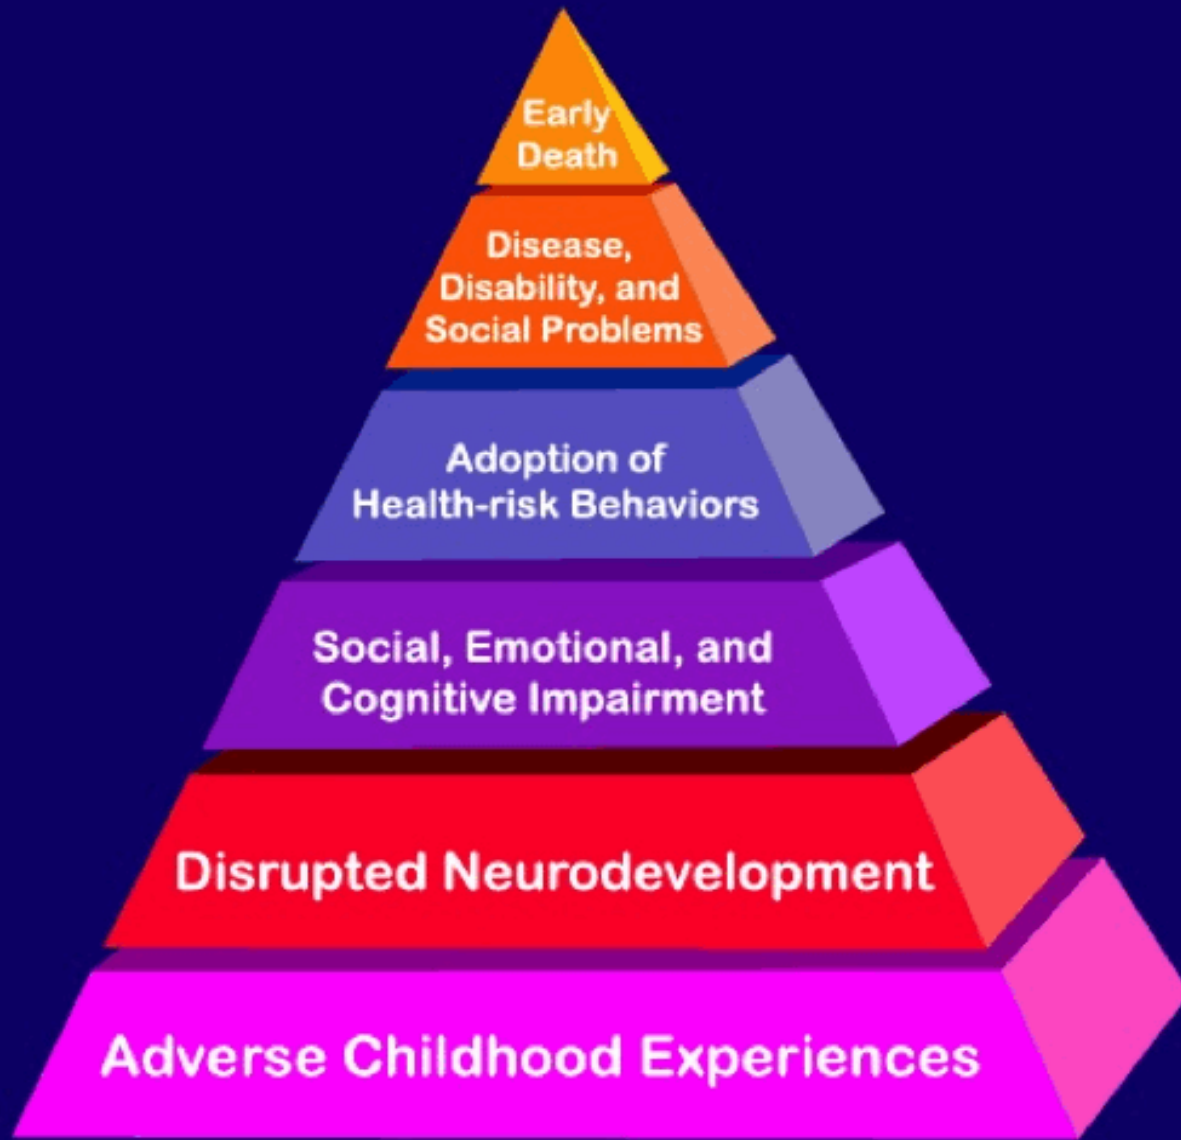 Early
Death
Disease,
Disability, and
Social Problems
Adoption of
Health-risk Behaviors
Social, Emotional, and
Cognitive Impairment
Disrupted Neurodevelopment
Adverse Childhood Experiences